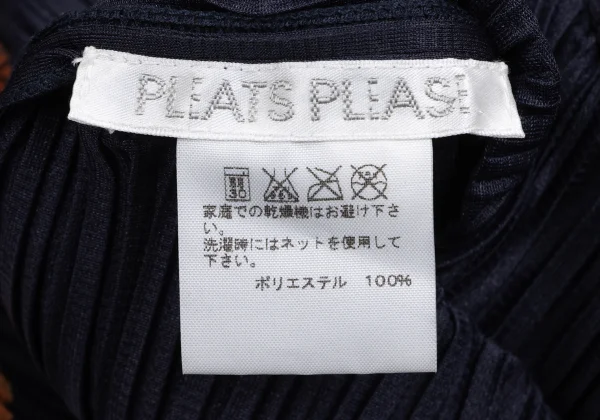 PLEATS PLEASE
30
家庭での乾燥機はお避け下さ
い。
洗濯時にはネットを使用して
下さい。
ポリエステル 100%